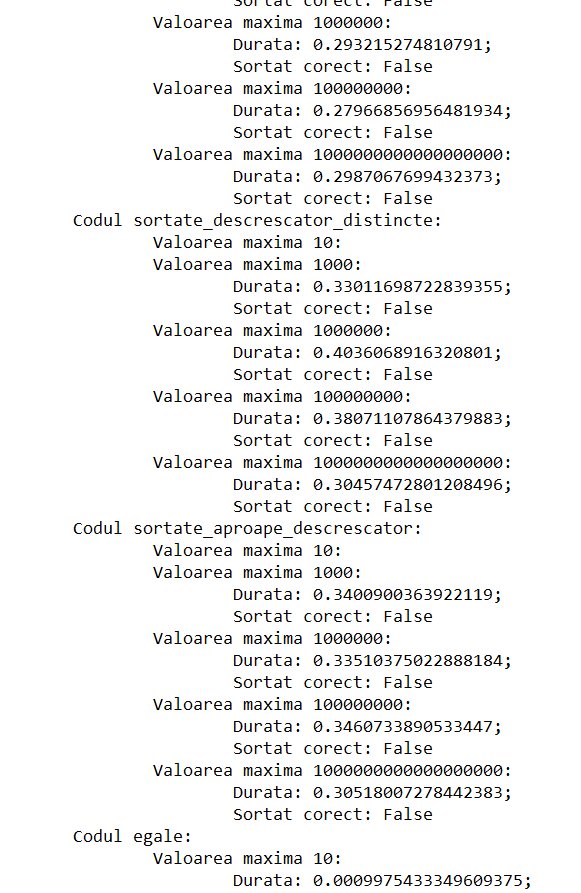 Sortat corect: False
Valoarea maxima 1000000:
Durata: 0.293215274810791;
Sortat corect: False
Valoarea maxima 100000000:
Durata: 0.27966856956481934;
Sortat corect: False
Valoarea maxima 1000000000000000000:
Durata: 0.2987067699432373;
Sortat corect: False
Codul sortate_descrescator_distincte:
Valoarea maxima 10:
Valoarea maxima 1000:
Durata: 0.33011698722839355;
Sortat corect: False
Valoarea maxima 1000000:
Durata: 0.4036068916320801;
Sortat corect: False
Valoarea maxima 100000000:
Durata: 0.38071107864379883;
Sortat corect: False
Valoarea maxima 1000000000000000000:
Durata: 0.30457472801208496;
Sortat corect: False
Codul sortate_aproape_descrescator:
Valoarea maxima 10:
Valoarea maxima 1000:
Durata: 0.3400900363922119;
Sortat corect: False
Valoarea maxima 1000000:
Durata: 0.33510375022888184;
Sortat corect: False
Valoarea maxima 100000000:
Durata: 0.3460733890533447;
Sortat corect: False
Valoarea maxima 1000000000000000000:
Durata: 0.30518007278442383;
Sortat corect: False
Codul egale:
Valoarea maxima 10:
Durata: 0.0009975433349609375;